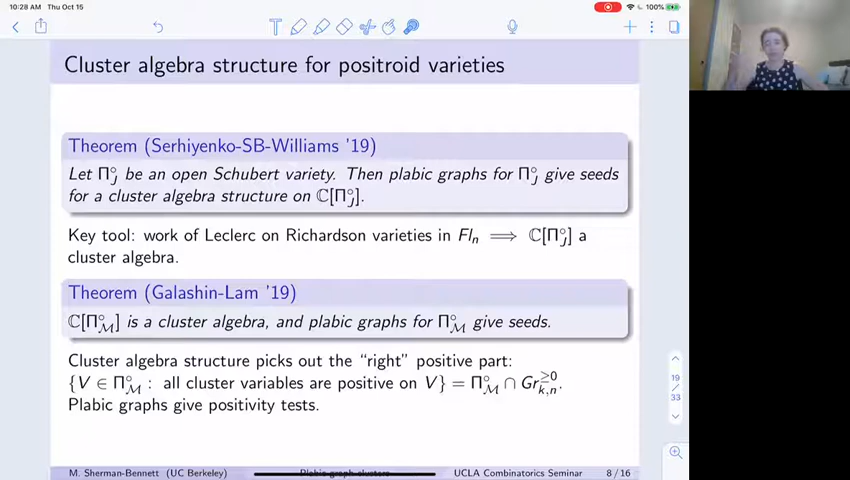 10:28 AM Thu Oct 15
100%
Cluster algebra structure for positroid varieties
Theorem (Serhiyenko-SB-Williams '19)
Let Π°_J be an open Schubert variety. Then plabic graphs for Π°_J give seeds
for a cluster algebra structure on ℂ[Π°_J].
Key tool: work of Leclerc on Richardson varieties in Fl_n ⟹ ℂ[Π°_J] a
cluster algebra.
Theorem (Galashin-Lam '19)
ℂ[Π°_ℳ] is a cluster algebra, and plabic graphs for Π°_ℳ give seeds.
Cluster algebra structure picks out the "right" positive part:
{V ∈ Π°_ℳ : all cluster variables are positive on V} = Π°_ℳ ∩ Gr^{≥0}_{k,n}.
Plabic graphs give positivity tests.
19
/
33
M. Sherman-Bennett (UC Berkeley)
Plabic graph clusters
UCLA Combinatorics Seminar
8 / 16